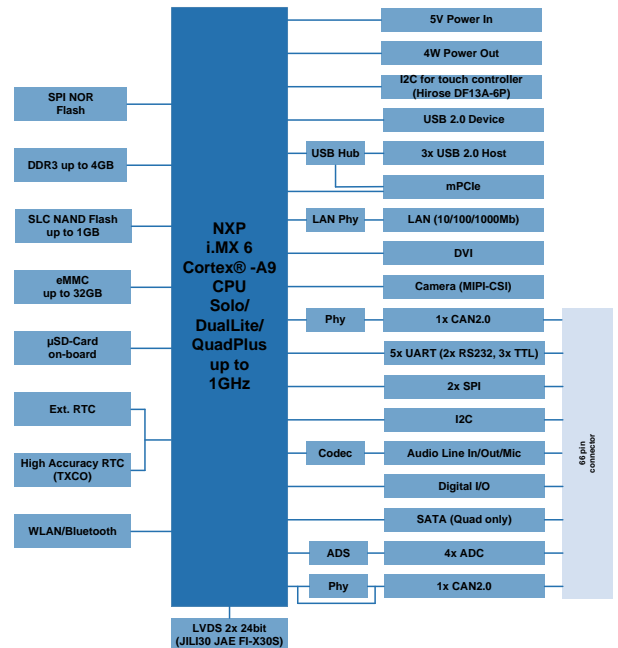 SPI NOR
Flash
DDR3 up to 4GB
SLC NAND Flash
up to 1GB
eMMC
up to 32GB
µSD-Card
on-board
Ext. RTC
High Accuracy RTC
(TXCO)
WLAN/Bluetooth
NXP
i.MX 6
Cortex® -A9
CPU
Solo/
DualLite/
QuadPlus
up to
1GHz
LVDS 2x 24bit
(JILI30 JAE FI-X30S)
5V Power In
4W Power Out
I2C for touch controller
(Hirose DF13A-6P)
USB 2.0 Device
USB Hub
3x USB 2.0 Host
mPCIe
LAN Phy
LAN (10/100/1000Mb)
DVI
Camera (MIPI-CSI)
Phy
1x CAN2.0
5x UART (2x RS232, 3x TTL)
2x SPI
I2C
Codec
Audio Line In/Out/Mic
Digital I/O
SATA (Quad only)
ADS
4x ADC
Phy
1x CAN2.0
66 pin
connector